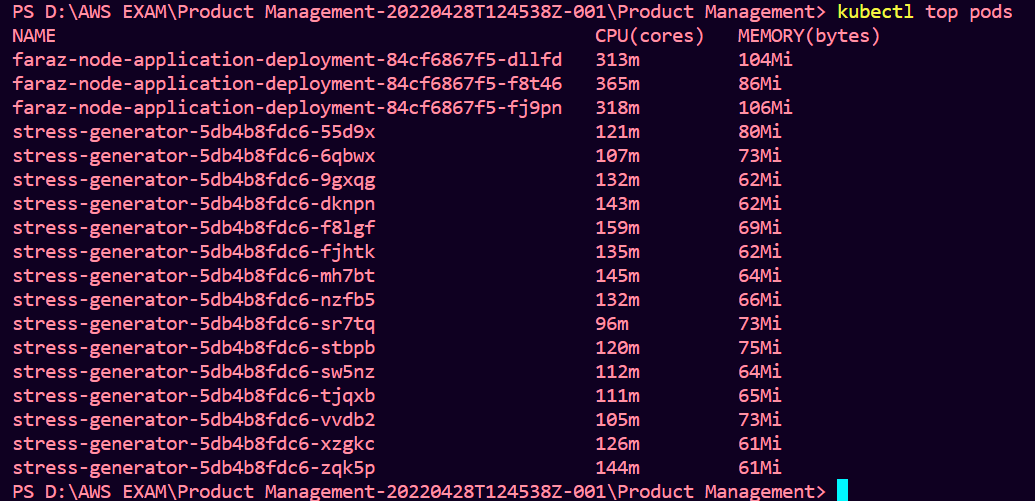 PS D:\AWS EXAM\Product Management-20220428T124538Z-001\Product Management> kubectl top pods
NAME CPU(cores) MEMORY(bytes)
faraz-node-application-deployment-84cf6867f5-dllfd 313m 104Mi
faraz-node-application-deployment-84cf6867f5-f8t46 365m 86Mi
faraz-node-application-deployment-84cf6867f5-fj9pn 318m 106Mi
stress-generator-5db4b8fdc6-55d9x 121m 80Mi
stress-generator-5db4b8fdc6-6qbwx 107m 73Mi
stress-generator-5db4b8fdc6-9gxqg 132m 62Mi
stress-generator-5db4b8fdc6-dknpn 143m 62Mi
stress-generator-5db4b8fdc6-f8lgf 159m 69Mi
stress-generator-5db4b8fdc6-fjhtk 135m 62Mi
stress-generator-5db4b8fdc6-mh7bt 145m 64Mi
stress-generator-5db4b8fdc6-nzfb5 132m 66Mi
stress-generator-5db4b8fdc6-sr7tq 96m 73Mi
stress-generator-5db4b8fdc6-stbpb 120m 75Mi
stress-generator-5db4b8fdc6-sw5nz 112m 64Mi
stress-generator-5db4b8fdc6-tjqxb 111m 65Mi
stress-generator-5db4b8fdc6-vvdb2 105m 73Mi
stress-generator-5db4b8fdc6-xzgkc 126m 61Mi
stress-generator-5db4b8fdc6-zqk5p 144m 61Mi
PS D:\AWS EXAM\Product Management-20220428T124538Z-001\Product Management>